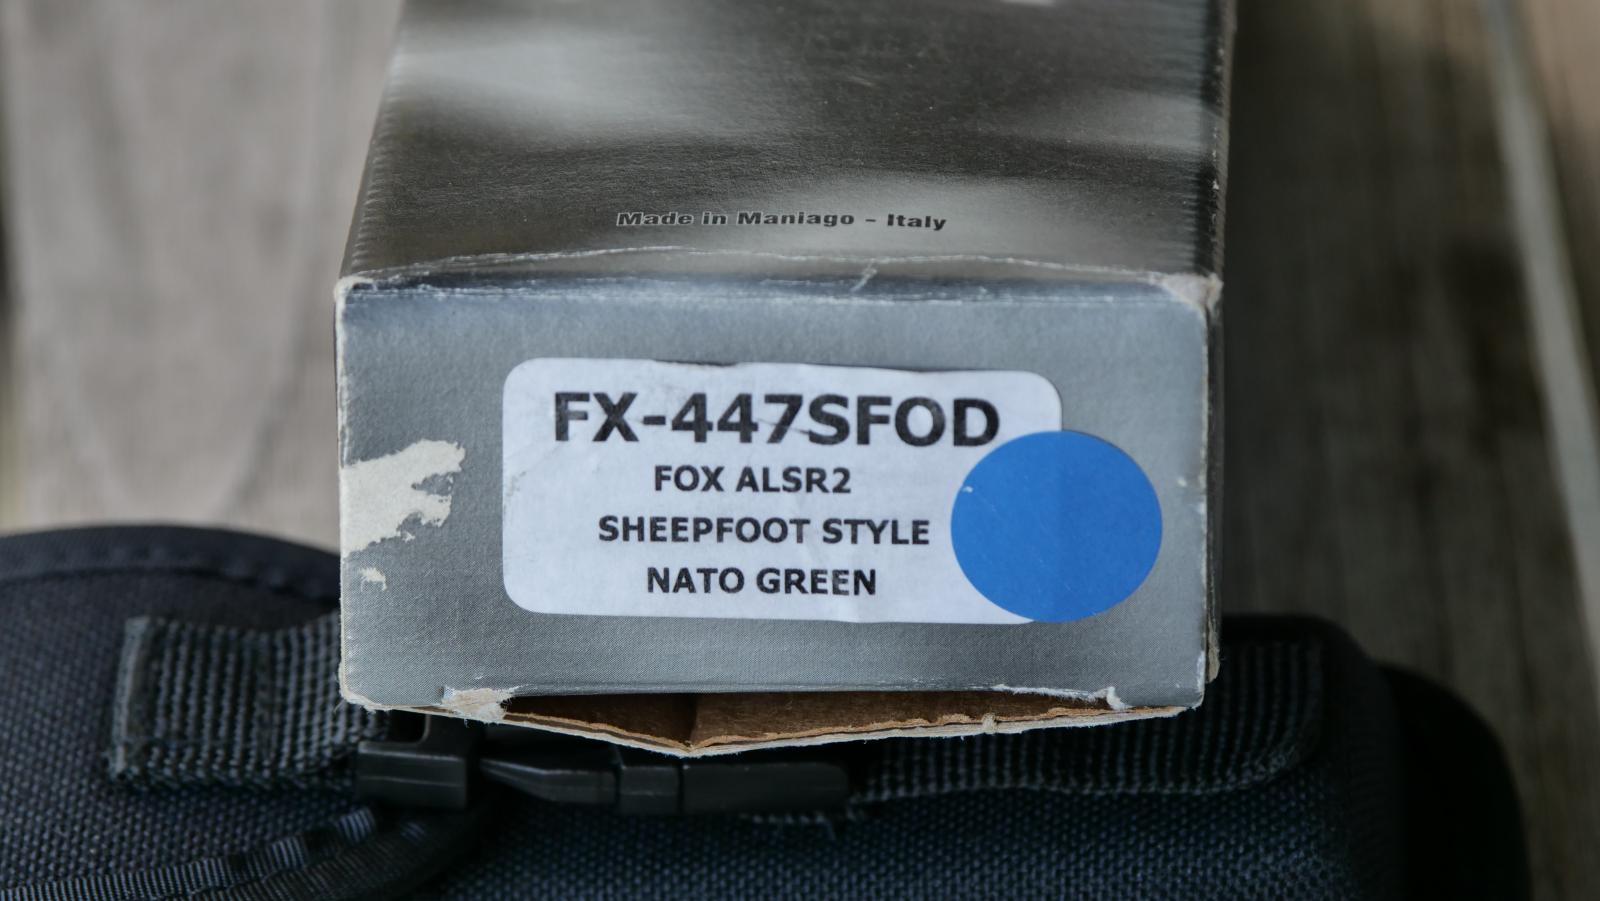 Made in Maniago - Italy
FX-447SFOD
FOX ALSR2
SHEEPFOOT STYLE
NATO GREEN